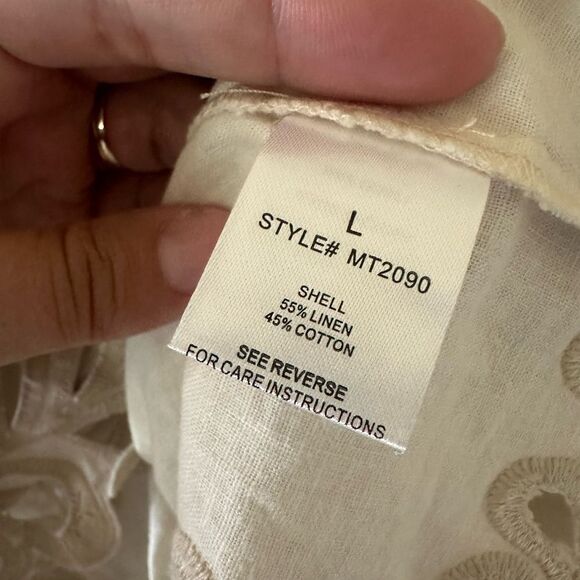 L
STYLE# MT2090
SHELL
55% LINEN
45% COTTON
SEE REVERSE
FOR CARE INSTRUCTIONS